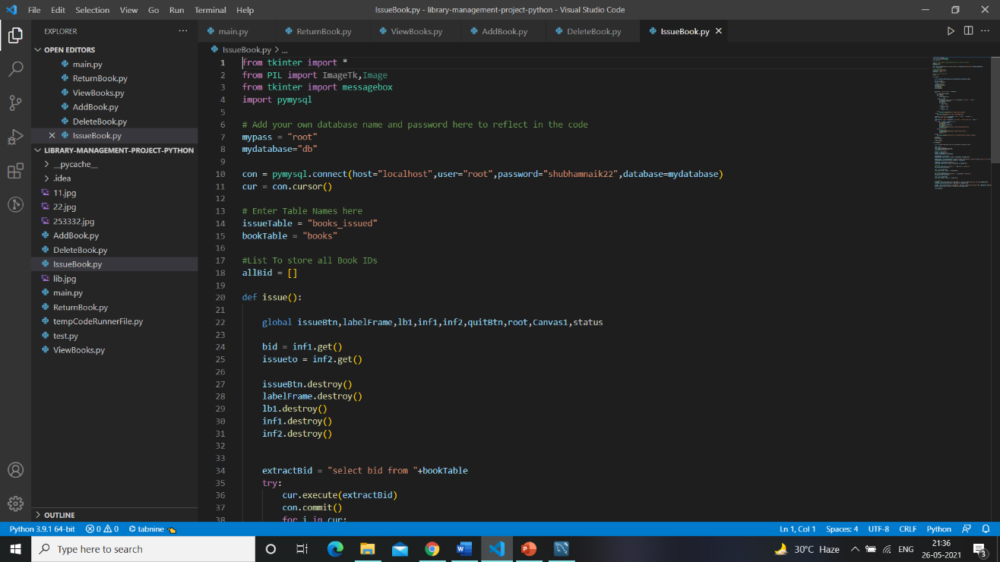 File Edit Selection View Go Run Terminal Help
IssueBook.py - library-management-project-python - Visual Studio Code
EXPLORER
main.py ReturnBook.py ViewBooks.py AddBook.py DeleteBook.py IssueBook.py
OPEN EDITORS
main.py
ReturnBook.py
ViewBooks.py
AddBook.py
DeleteBook.py
IssueBook.py
LIBRARY-MANAGEMENT-PROJECT-PYTHON
__pycache__
.idea
11.jpg
22.jpg
253332.jpg
AddBook.py
DeleteBook.py
IssueBook.py
lib.jpg
main.py
ReturnBook.py
tempCodeRunnerFile.py
test.py
ViewBooks.py
OUTLINE
IssueBook.py > ...
1 from tkinter import *
2 from PIL import ImageTk,Image
3 from tkinter import messagebox
4 import pymysql
5
6 # Add your own database name and password here to reflect in the code
7 mypass = "root"
8 mydatabase="db"
9
10 con = pymysql.connect(host="localhost",user="root",password="shubhamnaik22",database=mydatabase)
11 cur = con.cursor()
12
13 # Enter Table Names here
14 issueTable = "books_issued"
15 bookTable = "books"
16
17 #List To store all Book IDs
18 allBid = []
19
20 def issue():
21
22 global issueBtn,labelFrame,lb1,inf1,inf2,quitBtn,root,Canvas1,status
23
24 bid = inf1.get()
25 issueto = inf2.get()
26
27 issueBtn.destroy()
28 labelFrame.destroy()
29 lb1.destroy()
30 inf1.destroy()
31 inf2.destroy()
32
33
34 extractBid = "select bid from "+bookTable
35 try:
36 cur.execute(extractBid)
37 con.commit()
38 for i in cur:
Python 3.9.1 64-bit 0 0 tabnine
Ln 1, Col 1 Spaces: 4 UTF-8 CRLF Python
Type here to search
30°C Haze ENG
21:36
26-05-2021
3